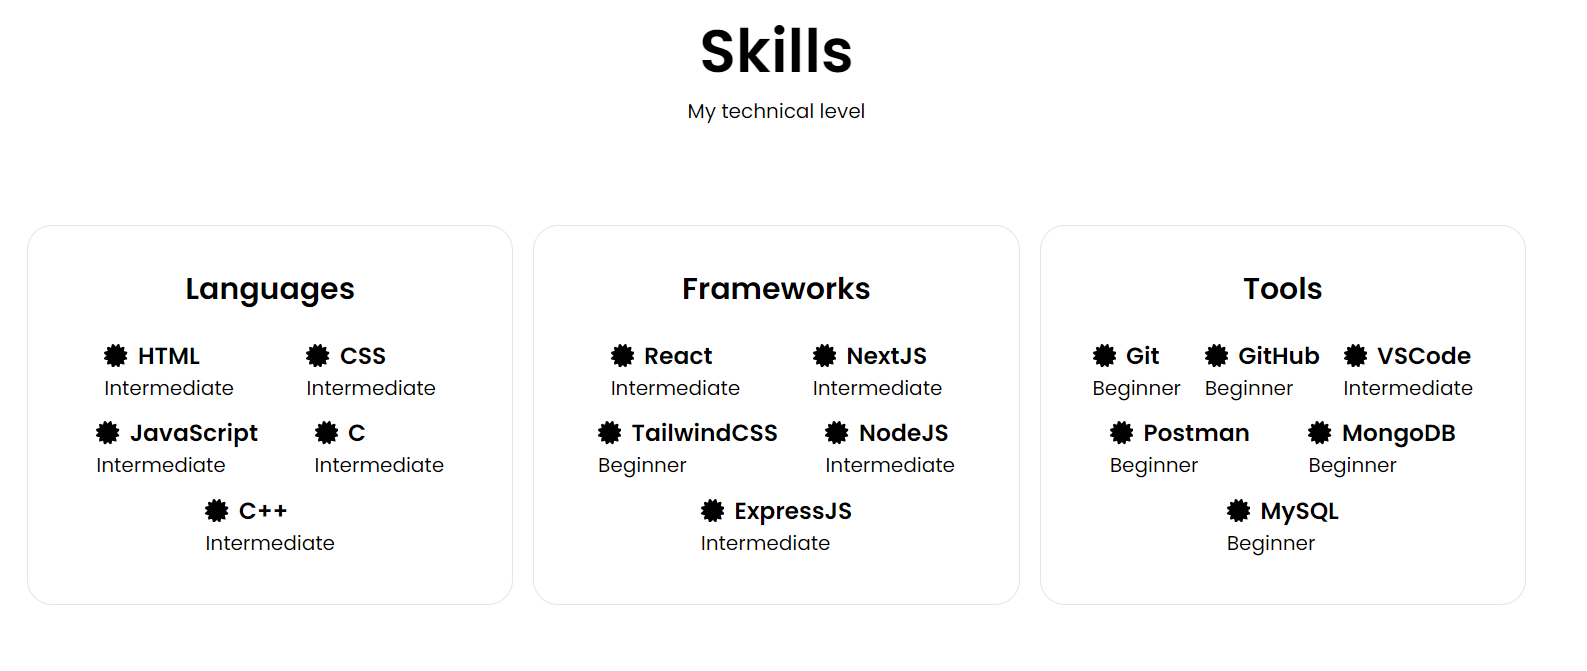 Skills
My technical level
Languages
HTML CSS
Intermediate Intermediate
JavaScript C
Intermediate Intermediate
C++
Intermediate
Frameworks
React NextJS
Intermediate Intermediate
TailwindCSS NodeJS
Beginner Intermediate
ExpressJS
Intermediate
Tools
Git GitHub VSCode
Beginner Beginner Intermediate
Postman MongoDB
Beginner Beginner
MySQL
Beginner